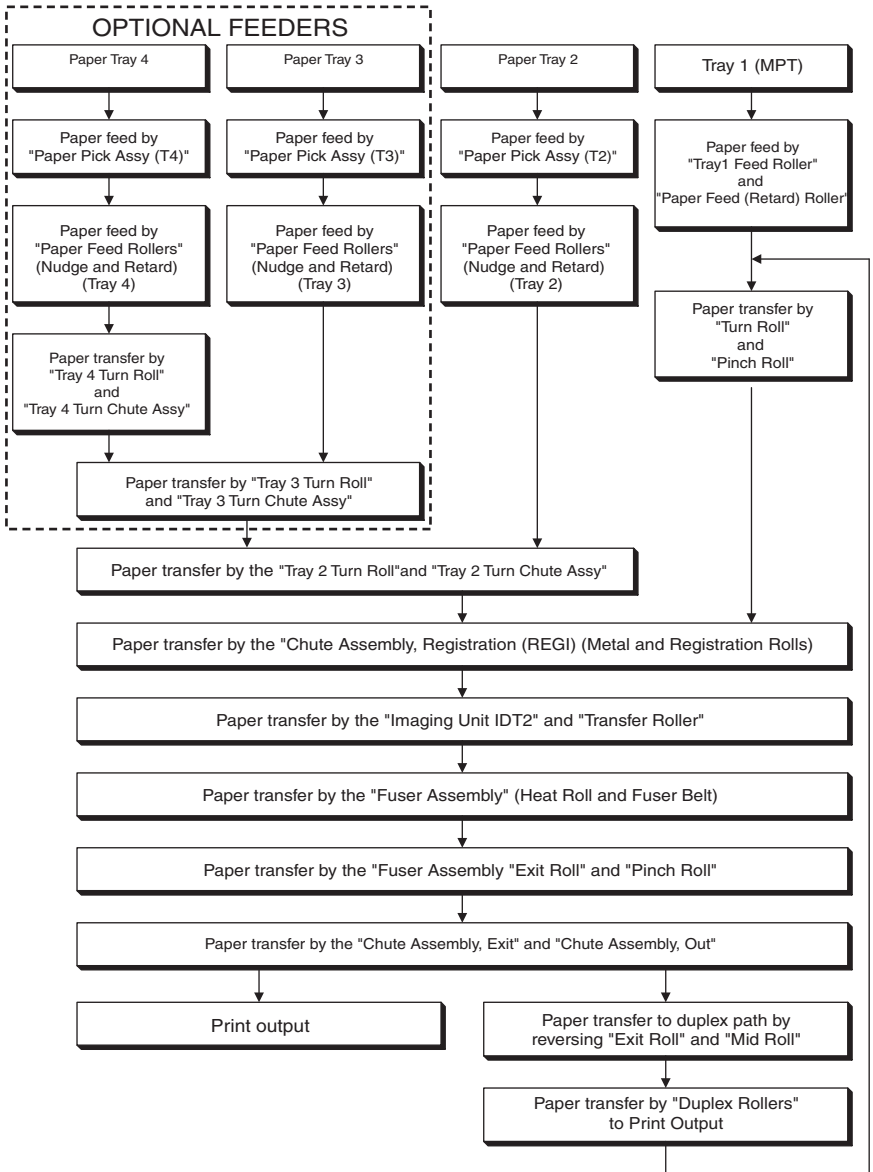 OPTIONAL FEEDERS
Paper Tray 4
Paper Tray 3
Paper Tray 2
Tray 1 (MPT)
Paper feed by
"Paper Pick Assy (T4)"
Paper feed by
"Paper Pick Assy (T3)"
Paper feed by
"Paper Pick Assy (T2)"
Paper feed by
"Tray1 Feed Roller"
and
"Paper Feed (Retard) Roller"
Paper feed by
"Paper Feed Rollers"
(Nudge and Retard)
(Tray 4)
Paper feed by
"Paper Feed Rollers"
(Nudge and Retard)
(Tray 3)
Paper feed by
"Paper Feed Rollers"
(Nudge and Retard)
(Tray 2)
Paper transfer by
"Turn Roll"
and
"Pinch Roll"
Paper transfer by
"Tray 4 Turn Roll"
and
"Tray 4 Turn Chute Assy"
Paper transfer by "Tray 3 Turn Roll"
and "Tray 3 Turn Chute Assy"
Paper transfer by the "Tray 2 Turn Roll"and "Tray 2 Turn Chute Assy"
Paper transfer by the "Chute Assembly, Registration (REGI) (Metal and Registration Rolls)
Paper transfer by the "Imaging Unit IDT2" and "Transfer Roller"
Paper transfer by the "Fuser Assembly" (Heat Roll and Fuser Belt)
Paper transfer by the "Fuser Assembly "Exit Roll" and "Pinch Roll"
Paper transfer by the "Chute Assembly, Exit" and "Chute Assembly, Out"
Print output
Paper transfer to duplex path by
reversing "Exit Roll" and "Mid Roll"
Paper transfer by "Duplex Rollers"
to Print Output